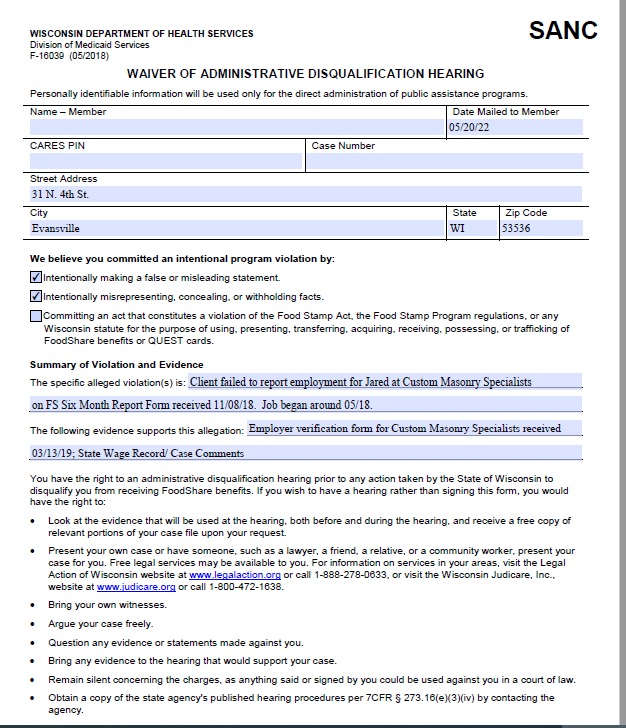 SANC
WISCONSIN DEPARTMENT OF HEALTH SERVICES
Division of Medicaid Services
F-16039 (05/2018)
WAIVER OF ADMINISTRATIVE DISQUALIFICATION HEARING
Personally identifiable information will be used only for the direct administration of public assistance programs.
Name – Member
Date Mailed to Member
05/20/22
CARES PIN
Case Number
Street Address
31 N. 4th St.
City
State
Zip Code
Evansville
WI
53536
We believe you committed an intentional program violation by:
Intentionally making a false or misleading statement.
Intentionally misrepresenting, concealing, or withholding facts.
Committing an act that constitutes a violation of the Food Stamp Act, the Food Stamp Program regulations, or any
Wisconsin statute for the purpose of using, presenting, transferring, acquiring, receiving, possessing, or trafficking of
FoodShare benefits or QUEST cards.
Summary of Violation and Evidence
The specific alleged violation(s) is: Client failed to report employment for Jared at Custom Masonry Specialists
on FS Six Month Report Form received 11/08/18. Job began around 05/18.
The following evidence supports this allegation: Employer verification form for Custom Masonry Specialists received
03/13/19; State Wage Record/ Case Comments
You have the right to an administrative disqualification hearing prior to any action taken by the State of Wisconsin to
disqualify you from receiving FoodShare benefits. If you wish to have a hearing rather than signing this form, you would
have the right to:
• Look at the evidence that will be used at the hearing, both before and during the hearing, and receive a free copy of
relevant portions of your case file upon your request.
• Present your own case or have someone, such as a lawyer, a friend, a relative, or a community worker, present your
case for you. Free legal services may be available to you. For information on services in your areas, visit the Legal
Action of Wisconsin website at www.legalaction.org or call 1-888-278-0633, or visit the Wisconsin Judicare, Inc.,
website at www.judicare.org or call 1-800-472-1638.
• Bring your own witnesses.
• Argue your case freely.
• Question any evidence or statements made against you.
• Bring any evidence to the hearing that would support your case.
• Remain silent concerning the charges, as anything said or signed by you could be used against you in a court of law.
• Obtain a copy of the state agency's published hearing procedures per 7CFR § 273.16(e)(3)(iv) by contacting the
agency.